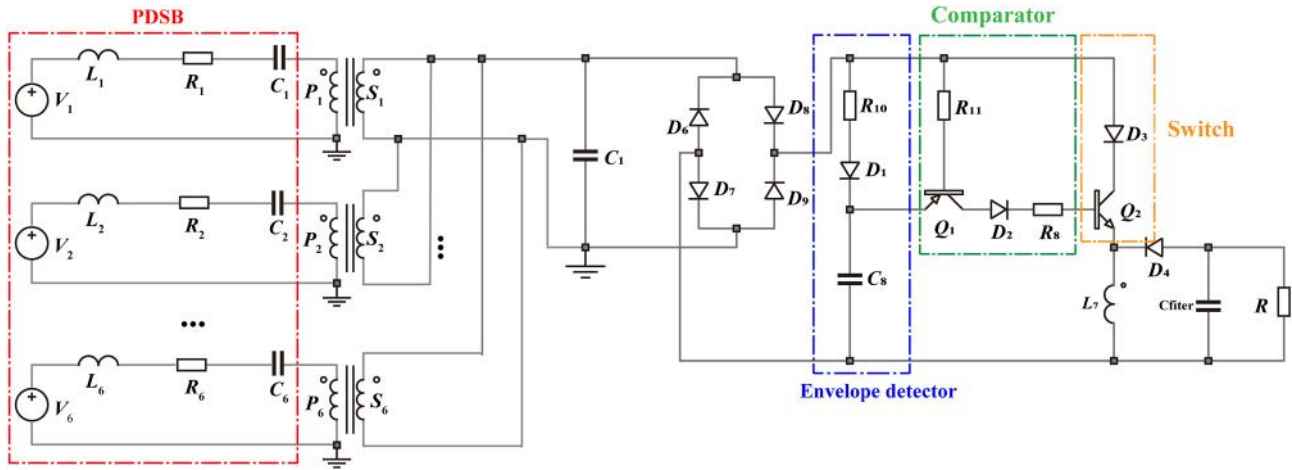 PDSB
Comparator
L1
R1
C1
V1
P1
S1
C1
D6
D8
D7
D9
R10
D1
C8
R11
Q1
D2
R8
D3
Switch
Q2
D4
L7
Cfiter
R
L2
R2
C2
V2
P2
S2
•••
•••
L6
R6
C6
V6
P6
S6
Envelope detector